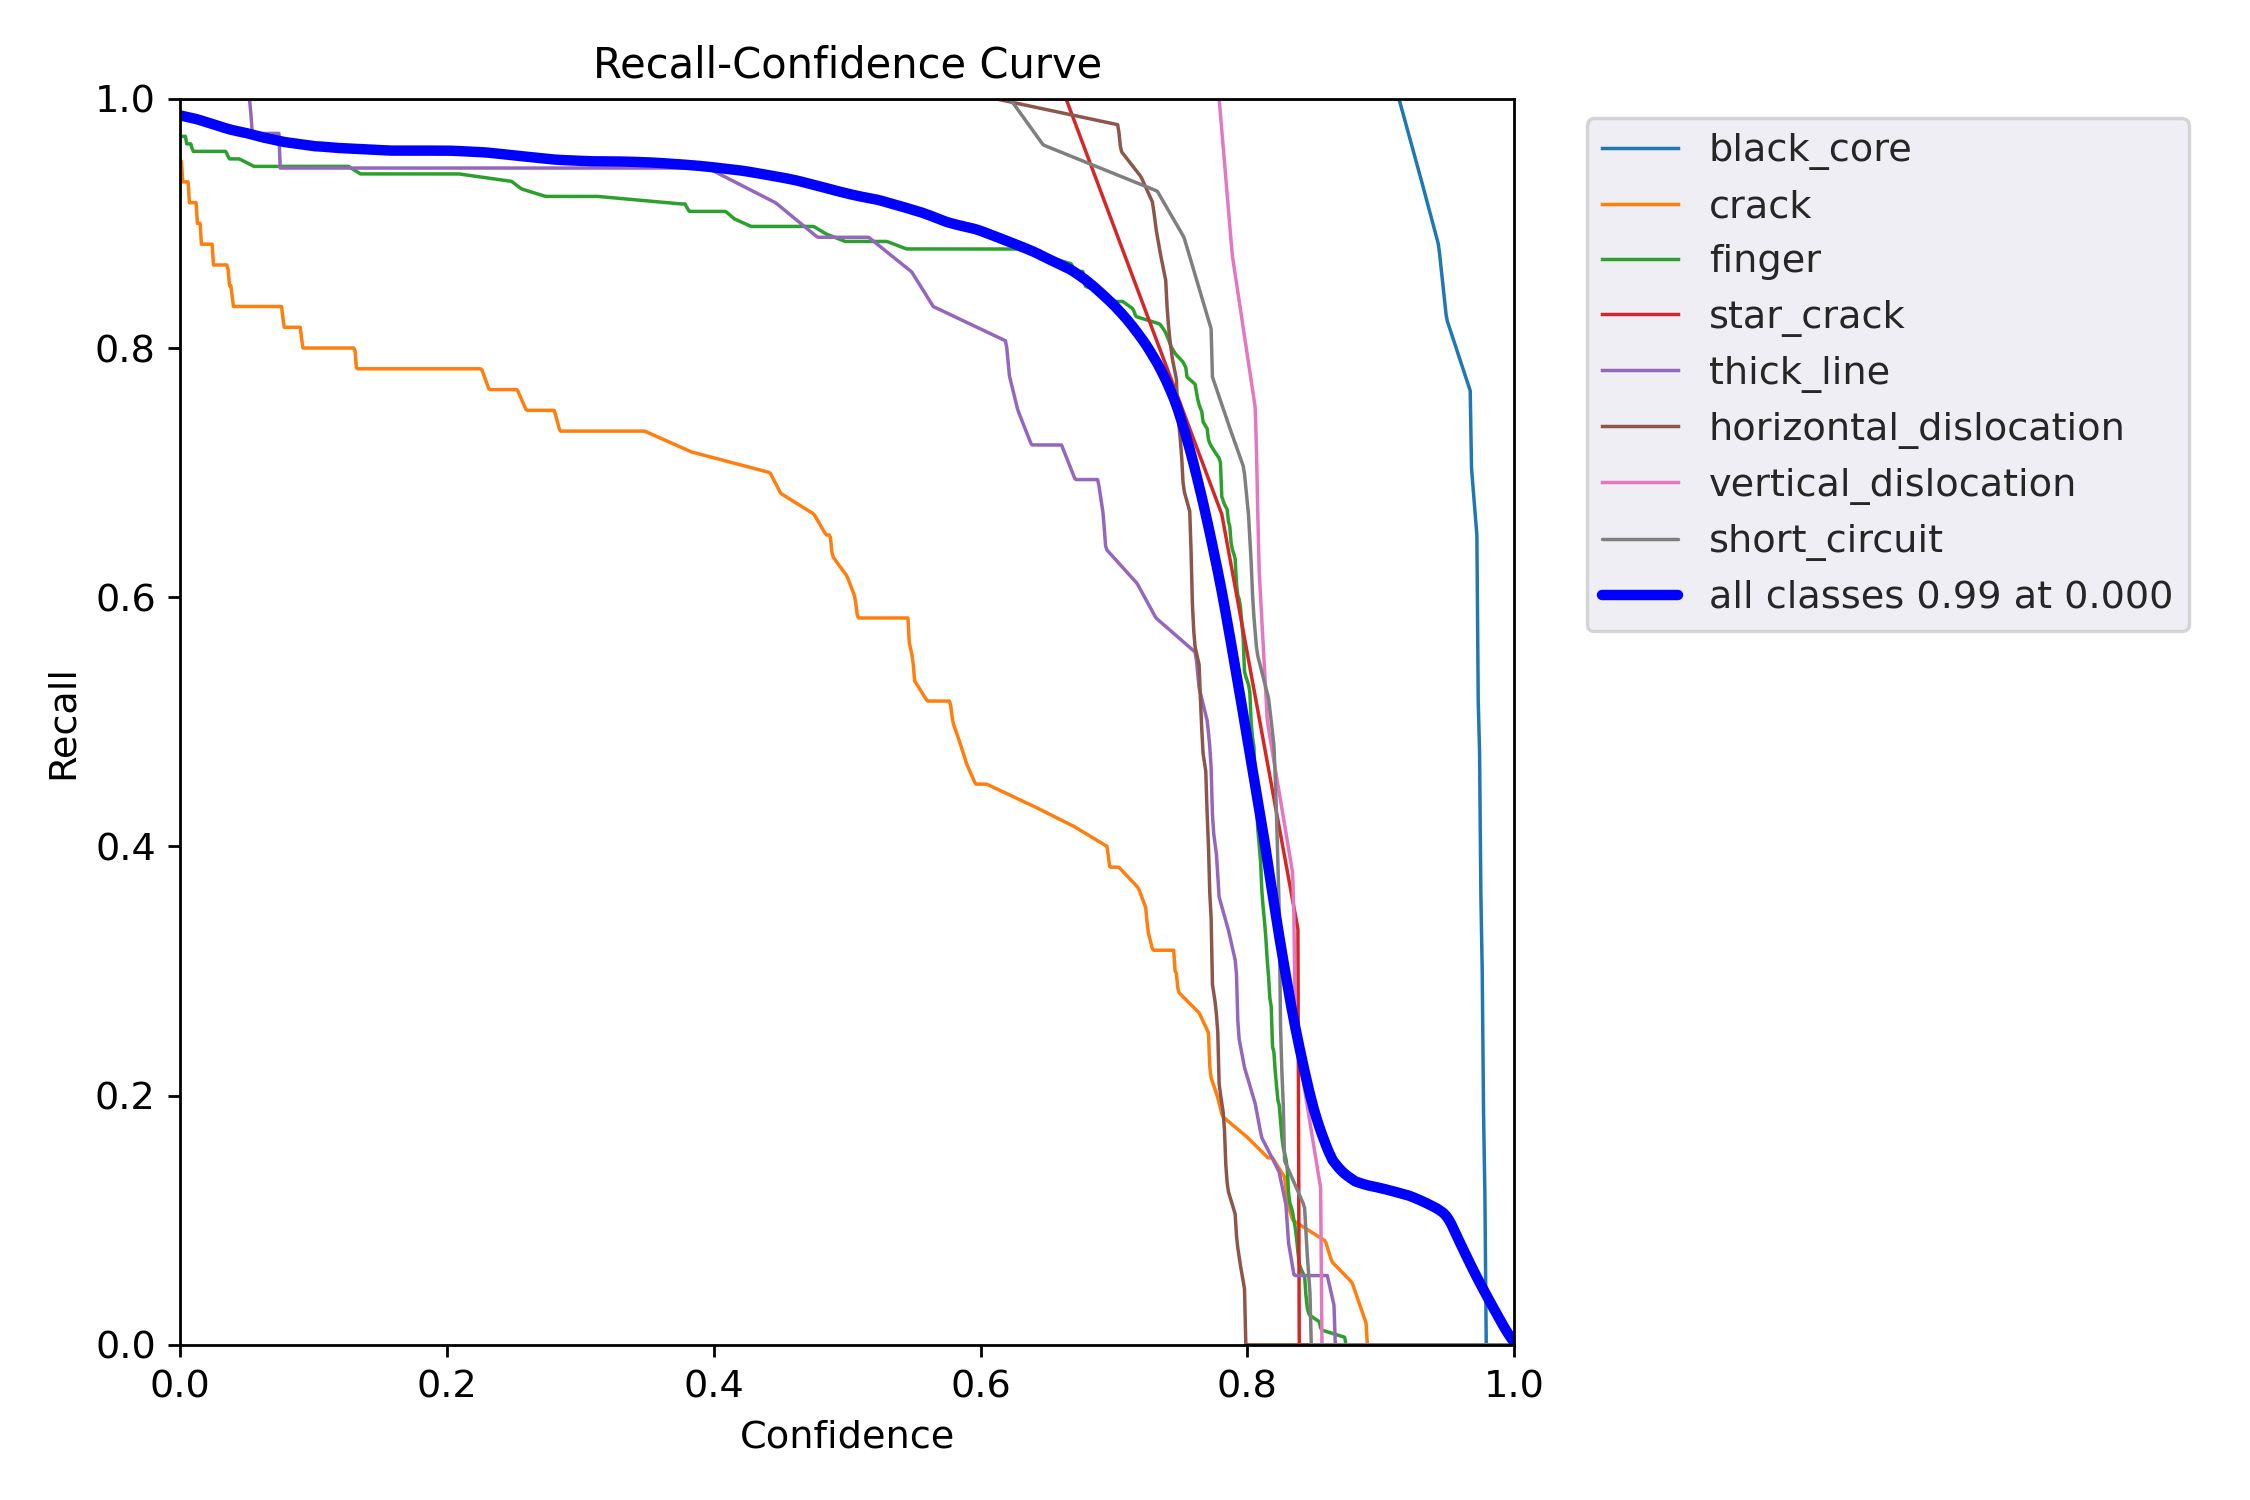 Recall-Confidence Curve
1.0
0.8
0.6
0.4
0.2
0.0
Recall
0.0 0.2 0.4 0.6 0.8 1.0
Confidence
black_core
crack
finger
star_crack
thick_line
horizontal_dislocation
vertical_dislocation
short_circuit
all classes 0.99 at 0.000